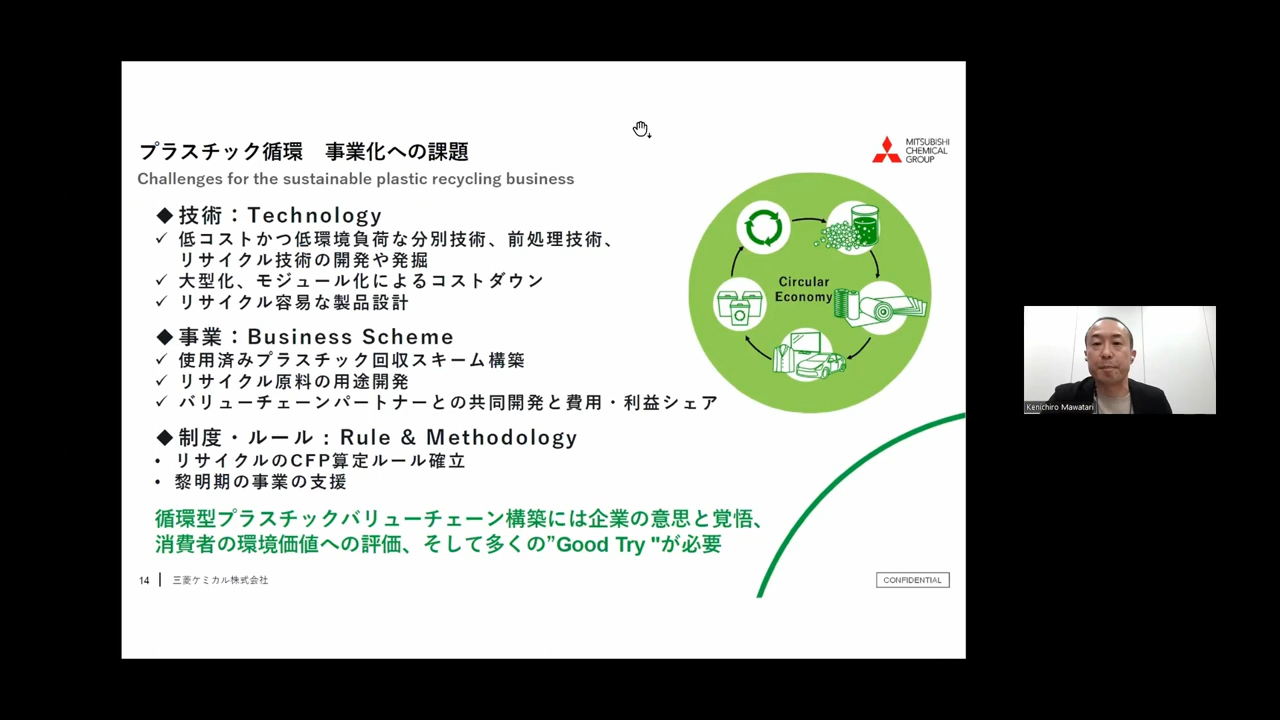 プラスチック循環　事業化への課題
Challenges for the sustainable plastic recycling business
MITSUBISHI
CHEMICAL
GROUP
◆技術：Technology
✓ 低コストかつ低環境負荷な分別技術、前処理技術、
リサイクル技術の開発や発掘
✓ 大型化、モジュール化によるコストダウン
✓ リサイクル容易な製品設計
◆事業：Business Scheme
✓ 使用済みプラスチック回収スキーム構築
✓ リサイクル原料の用途開発
✓ バリューチェーンパートナーとの共同開発と費用・利益シェア
◆制度・ルール：Rule & Methodology
• リサイクルのCFP算定ルール確立
• 黎明期の事業の支援
Circular
Economy
循環型プラスチックバリューチェーン構築には企業の意思と覚悟、
消費者の環境価値への評価、そして多くの”Good Try "が必要
14 | 三菱ケミカル株式会社
CONFIDENTIAL
Kenichiro Mawatari